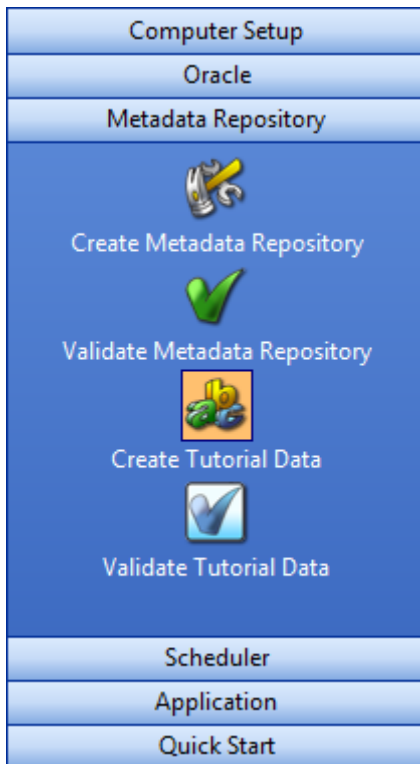 Computer Setup
Oracle
Metadata Repository
Create Metadata Repository
Validate Metadata Repository
abc
Create Tutorial Data
Validate Tutorial Data
Scheduler
Application
Quick Start